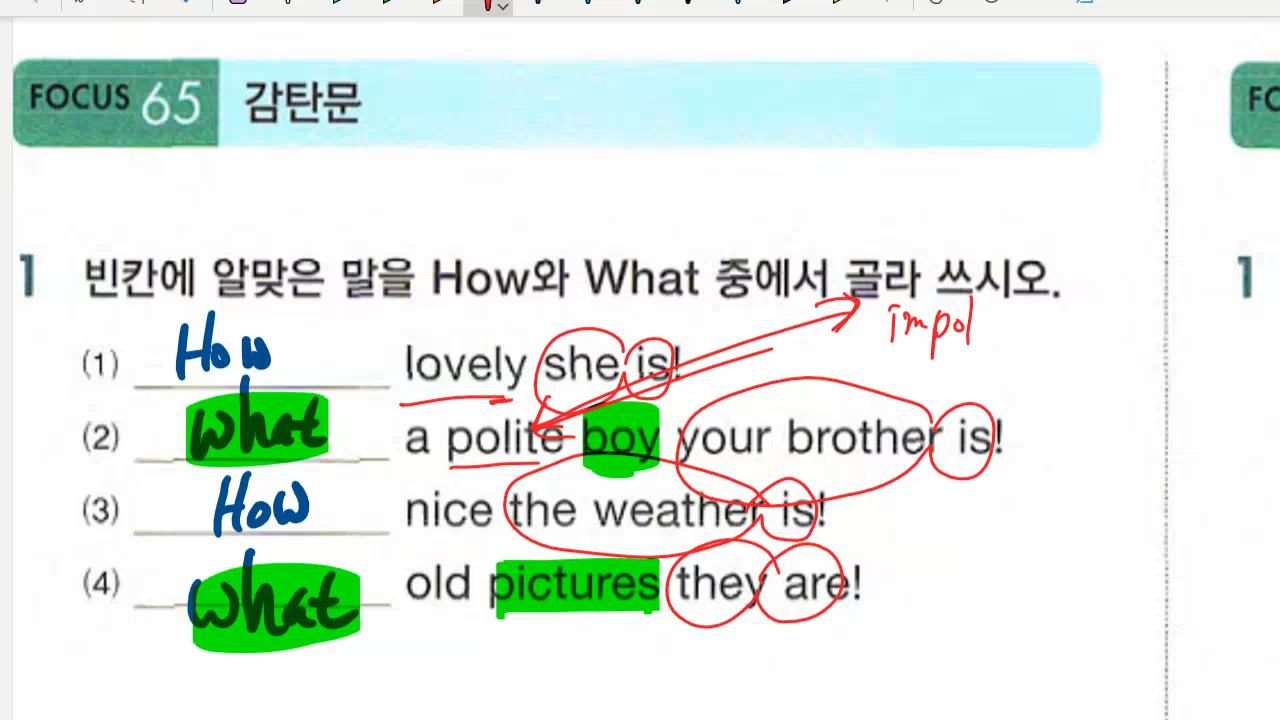 FOCUS 65 감탄문
1 빈칸에 알맞은 말을 How와 What 중에서 골라 쓰시오.
impol
(1) How lovely she is!
(2) what a polite boy your brother is!
(3) How nice the weather is!
(4) what old pictures they are!
FC
1